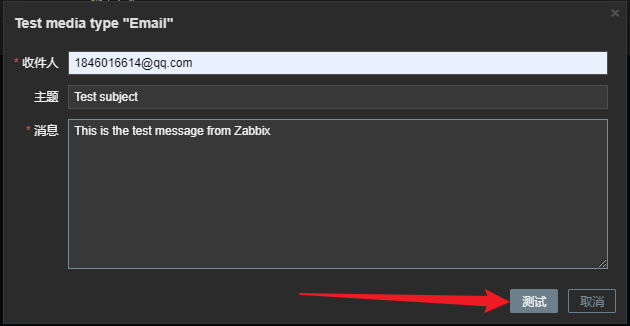 Test media type "Email"
* 收件人 1846016614@qq.com
主题 Test subject
* 消息 This is the test message from Zabbix
测试 取消